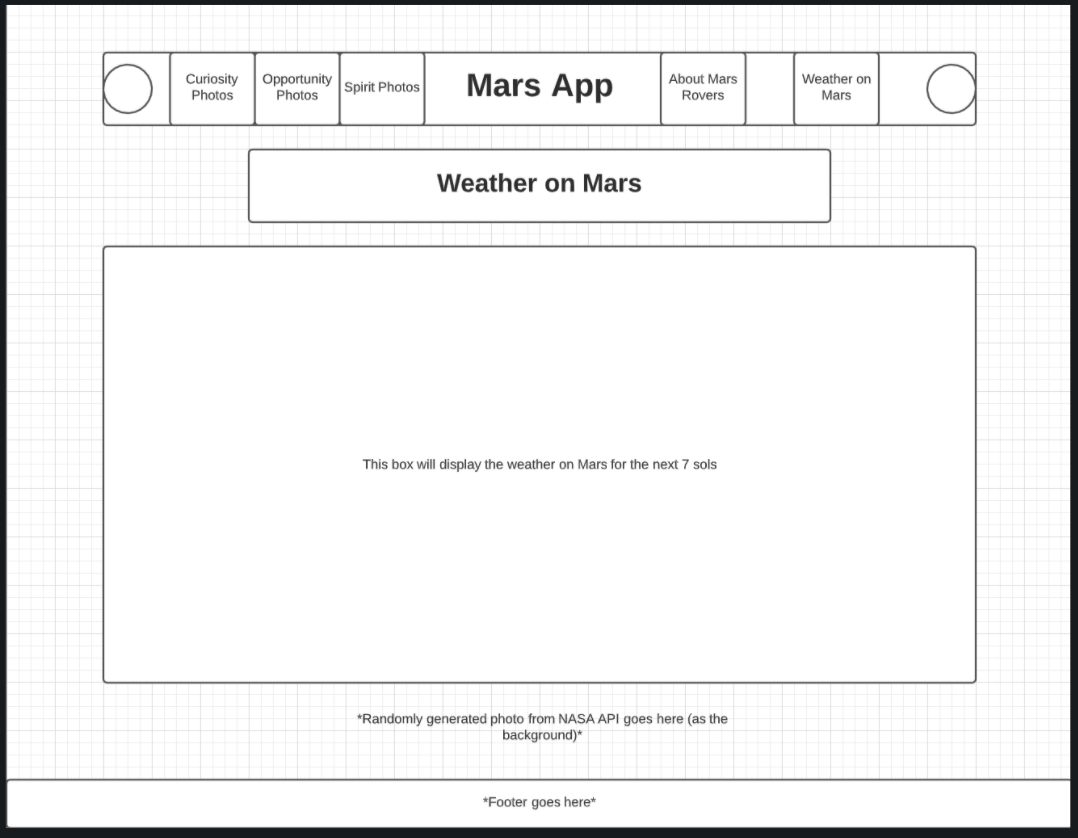 Curiosity
Photos
Opportunity
Photos
Spirit Photos
Mars App
About Mars
Rovers
Weather on
Mars
Weather on Mars
This box will display the weather on Mars for the next 7 sols
*Randomly generated photo from NASA API goes here (as the
background)*
*Footer goes here*